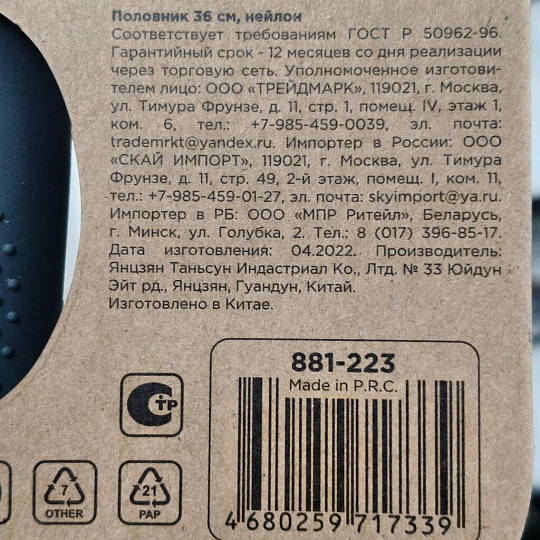 Половник 36 см, нейлон
Соответствует требованиям ГОСТ Р 50962-96.
Гарантийный срок - 12 месяцев со дня реализации
через торговую сеть. Уполномоченное изготови-
телем лицо: ООО «ТРЕЙДМАРК», 119021, г. Москва,
ул. Тимура Фрунзе, д. 11, стр. 1, помещ. IV, этаж 1,
ком. 6, тел.: +7-985-459-0039, эл. почта:
trademrkt@yandex.ru. Импортер в России: ООО
«СКАЙ ИМПОРТ», 119021, г. Москва, ул. Тимура
Фрунзе, д. 11, стр. 49, 2-й этаж, помещ. I, ком. 11,
тел.: +7-985-459-01-27, эл. почта: skyimport@ya.ru.
Импортер в РБ: ООО «МПР Ритейл», Беларусь,
г. Минск, ул. Голубка, 2. Тел.: 8 (017) 396-85-17.
Дата изготовления: 04.2022. Производитель:
Янцзян Таньсун Индастриал Ко., Лтд. № 33 Юйдун
Эйт рд., Янцзян, Гуандун, Китай.
Изготовлено в Китае.
881-223
Made in P.R.C.
СТР
7
OTHER
21
PAP
4 680259 717339